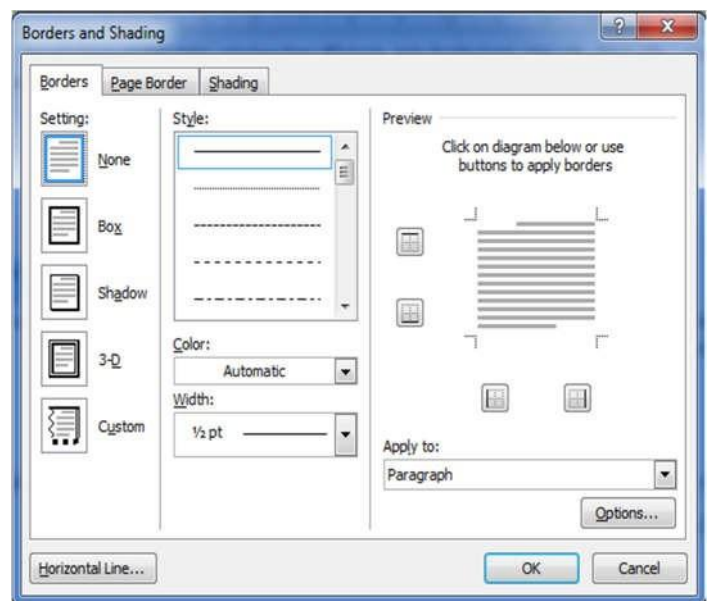 Borders and Shading
Borders Page Border Shading
Setting:
None
Box
Shadow
3-D
Custom
Style:
Color:
Automatic
Width:
½ pt
Preview
Click on diagram below or use
buttons to apply borders
Apply to:
Paragraph
Options...
Horizontal Line...
OK
Cancel